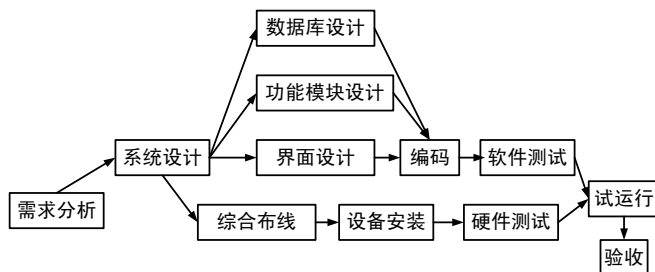 数据库设计
功能模块设计
系统设计
界面设计
编码
软件测试
需求分析
综合布线
设备安装
硬件测试
试运行
验收